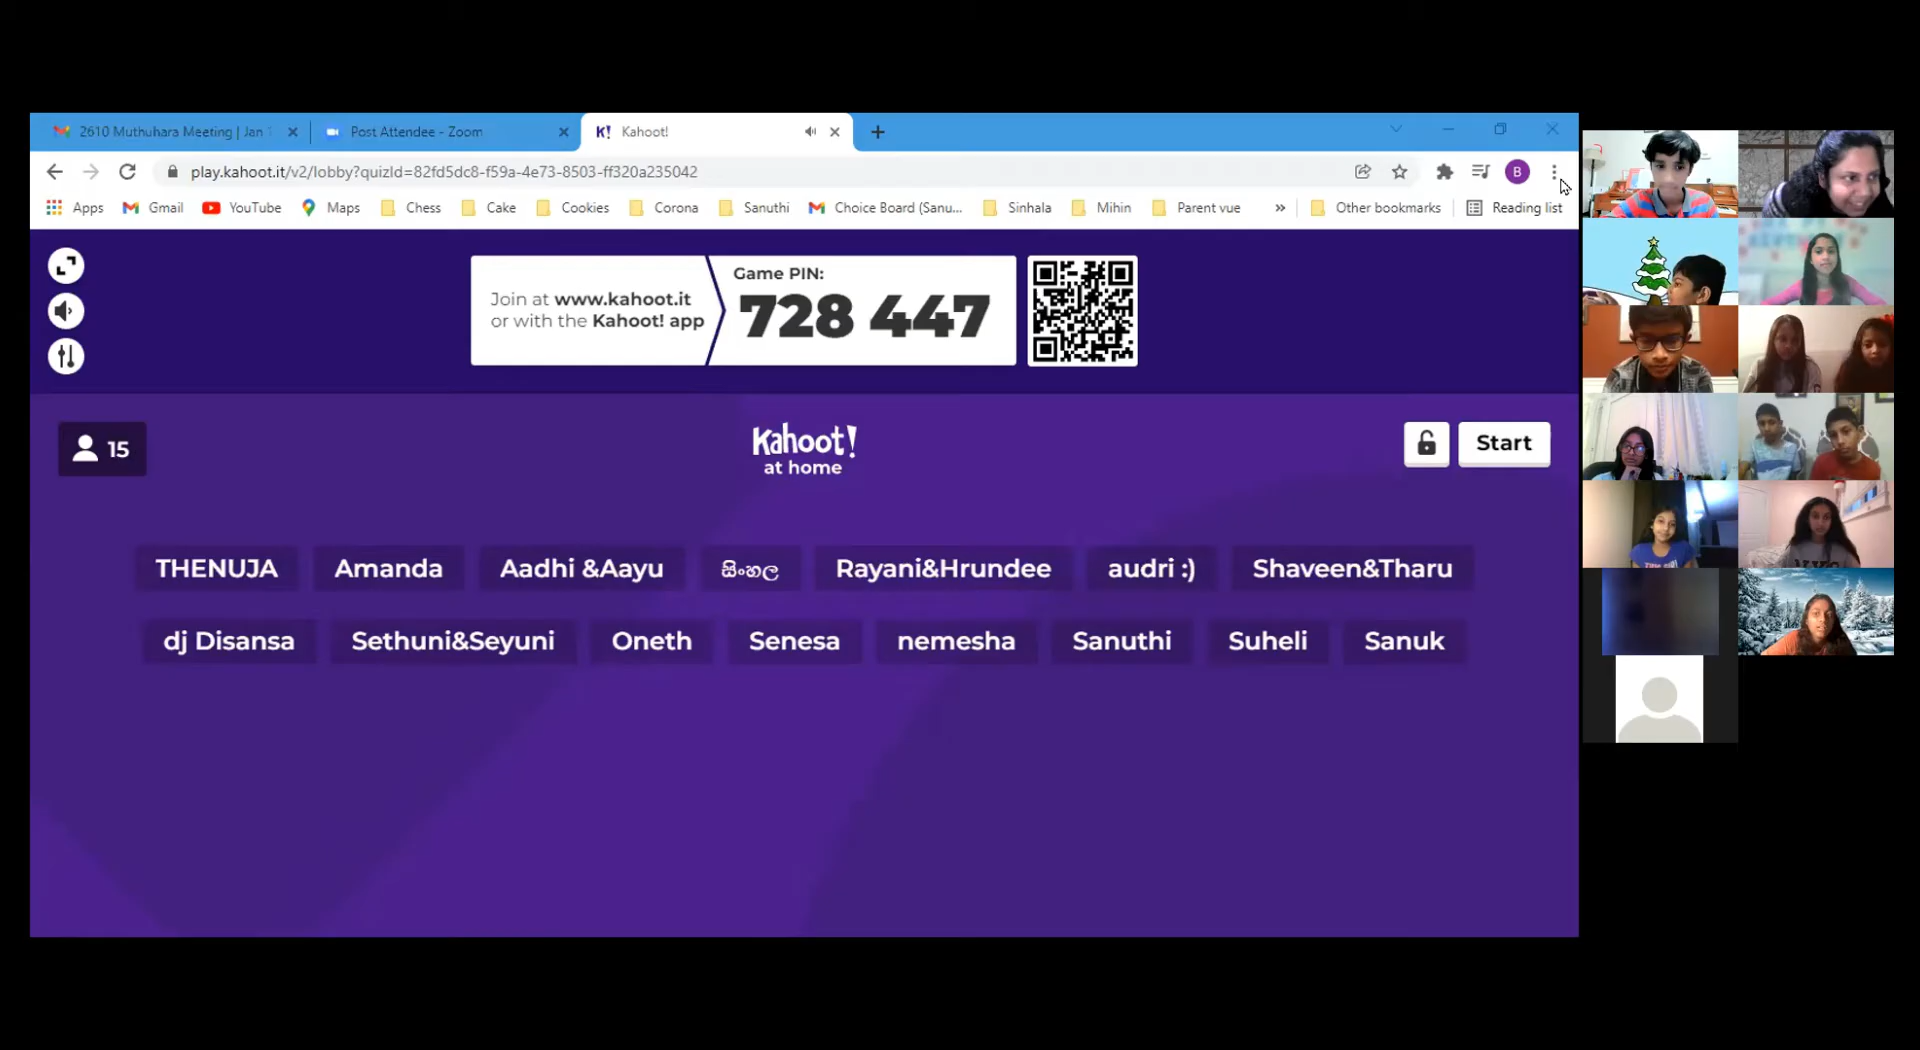 2610 Muthuhara Meeting | Jan
Post Attendee - Zoom
K! Kahoot!
play.kahoot.it/v2/lobby?quizId=82fd5dc8-f59a-4e73-8503-ff320a235042
B
Apps Gmail YouTube Maps Chess Cake Cookies Corona Sanuthi Choice Board (Sanu... Sinhala Mihin Parent vue » Other bookmarks Reading list
Join at www.kahoot.it
or with the Kahoot! app
Game PIN:
728 447
15
Kahoot!
at home
Start
THENUJA Amanda Aadhi &Aayu සිංහල Rayani&Hrundee audri :) Shaveen&Tharu
dj Disansa Sethuni&Seyuni Oneth Senesa nemesha Sanuthi Suheli Sanuk